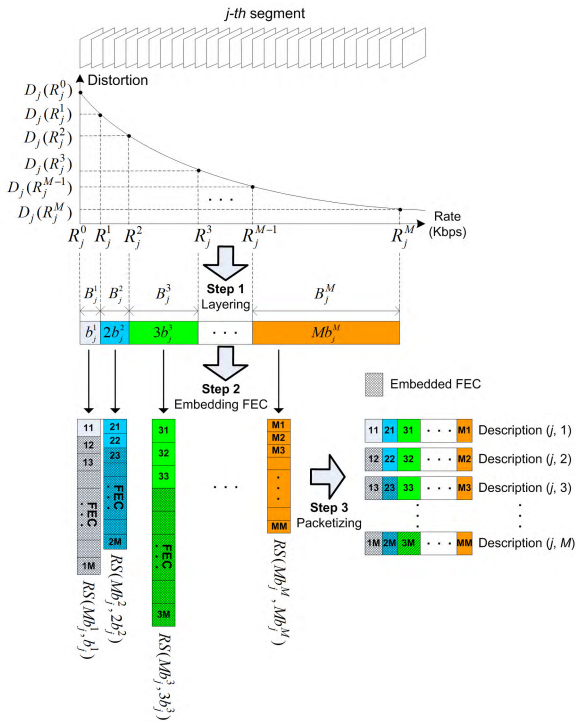 j-th segment
Distortion
D_j(R_j^0)
D_j(R_j^1)
D_j(R_j^2)
D_j(R_j^3)
D_j(R_j^{M-1})
D_j(R_j^M)
. . .
Rate
(Kbps)
R_j^0 R_j^1 R_j^2 R_j^3 R_j^{M-1} R_j^M
Step 1
Layering
B_j^1 B_j^2 B_j^3 B_j^M
b_j^1 2b_j^2 3b_j^3 . . . Mb_j^M
Step 2
Embedding FEC
Embedded FEC
11
12
13
FEC
. . .
1M
RS(Mb_j^1, b_j^1)
21
22
23
FEC
. . .
2M
RS(Mb_j^2, 2b_j^2)
31
32
33
FEC
. . .
3M
RS(Mb_j^3, 3b_j^3)
. . .
M1
M2
M3
. . .
MM
RS(Mb_j^M, Mb_j^M)
Step 3
Packetizing
11 21 31 . . . M1 Description (j, 1)
12 22 32 . . . M2 Description (j, 2)
13 23 33 . . . M3 Description (j, 3)
. . . . . .
1M 2M 3M . . . MM Description (j, M)